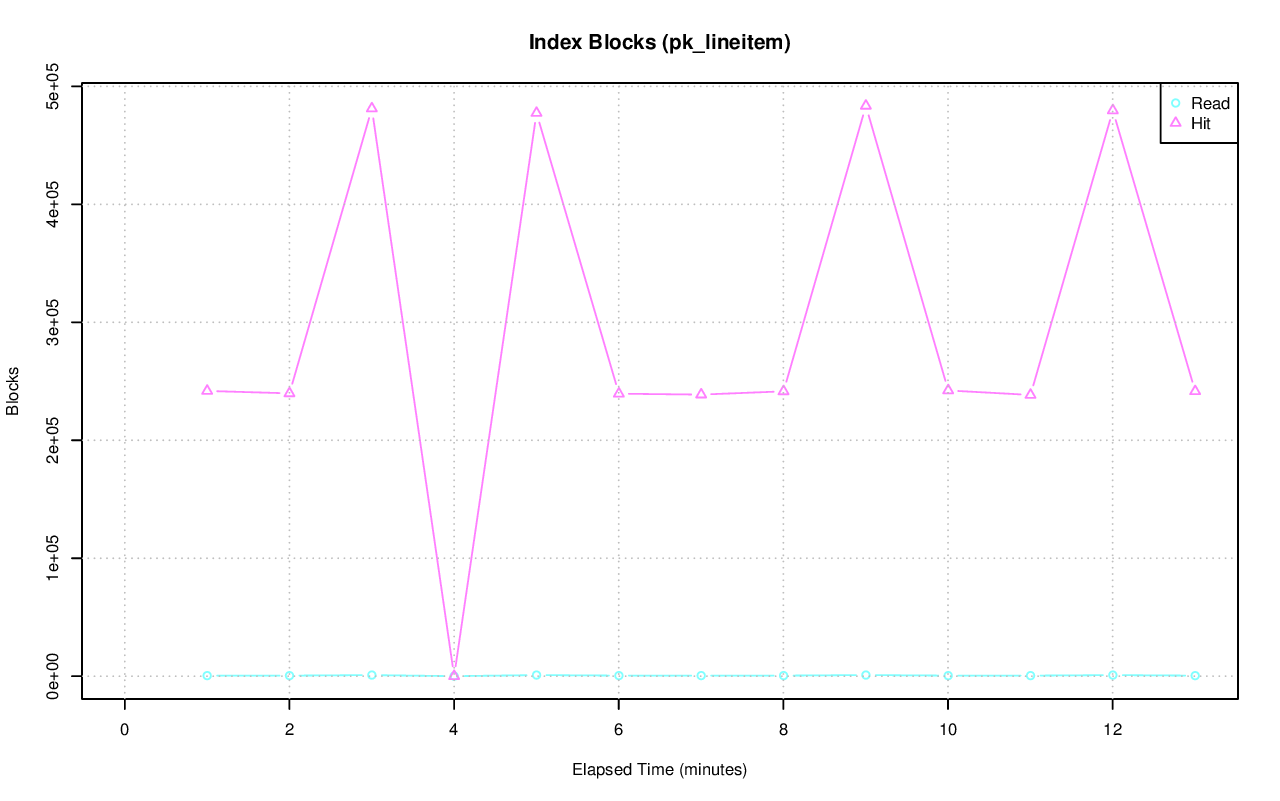 Index Blocks (pk_lineitem)
Read
Hit
Blocks
5e+05
4e+05
3e+05
2e+05
1e+05
0e+00
0 2 4 6 8 10 12
Elapsed Time (minutes)